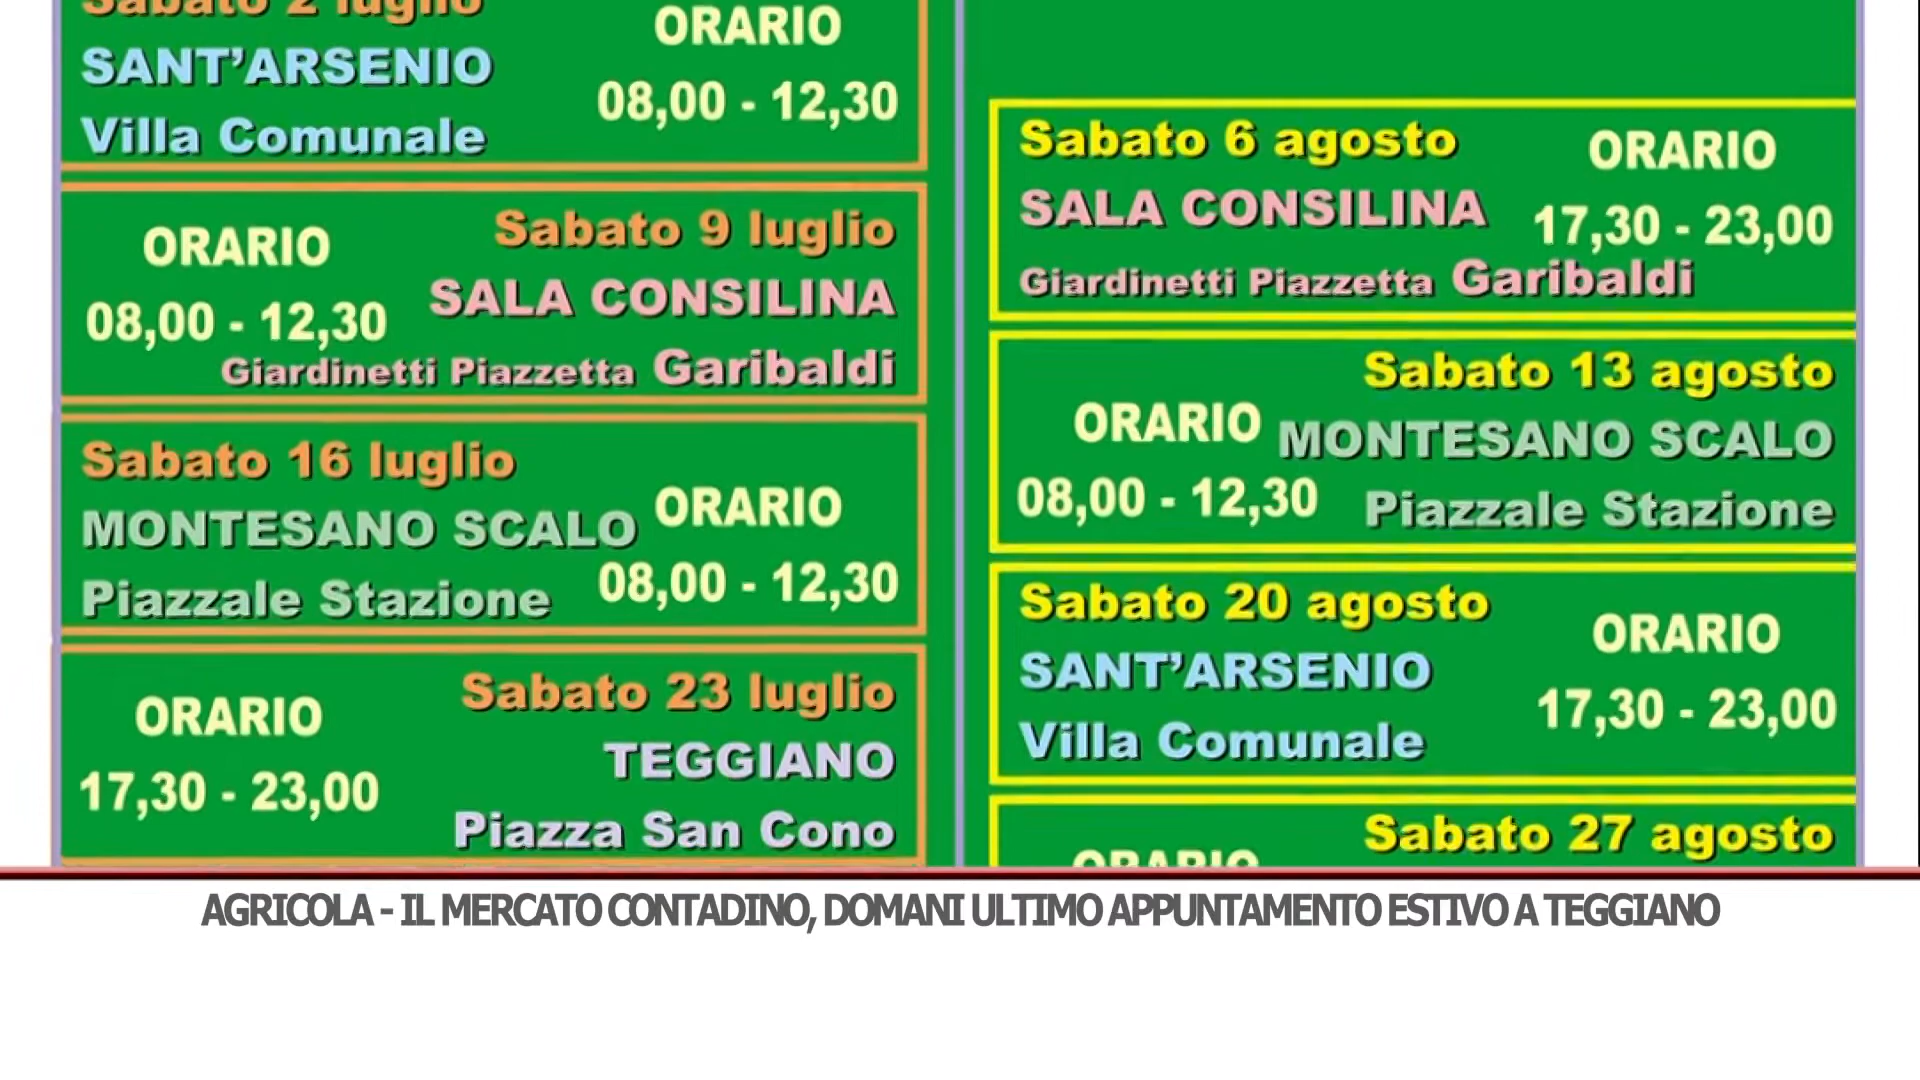 Sabato 2 luglio
SANT'ARSENIO
Villa Comunale
ORARIO
08,00 - 12,30
ORARIO
08,00 - 12,30
Sabato 9 luglio
SALA CONSILINA
Giardinetti Piazzetta Garibaldi
Sabato 16 luglio
MONTESANO SCALO
Piazzale Stazione
ORARIO
08,00 - 12,30
ORARIO
17,30 - 23,00
Sabato 23 luglio
TEGGIANO
Piazza San Cono
Sabato 6 agosto
SALA CONSILINA
Giardinetti Piazzetta Garibaldi
ORARIO
17,30 - 23,00
ORARIO
08,00 - 12,30
Sabato 13 agosto
MONTESANO SCALO
Piazzale Stazione
Sabato 20 agosto
SANT'ARSENIO
Villa Comunale
ORARIO
17,30 - 23,00
ORARIO
Sabato 27 agosto
AGRICOLA - IL MERCATO CONTADINO, DOMANI ULTIMO APPUNTAMENTO ESTIVO A TEGGIANO